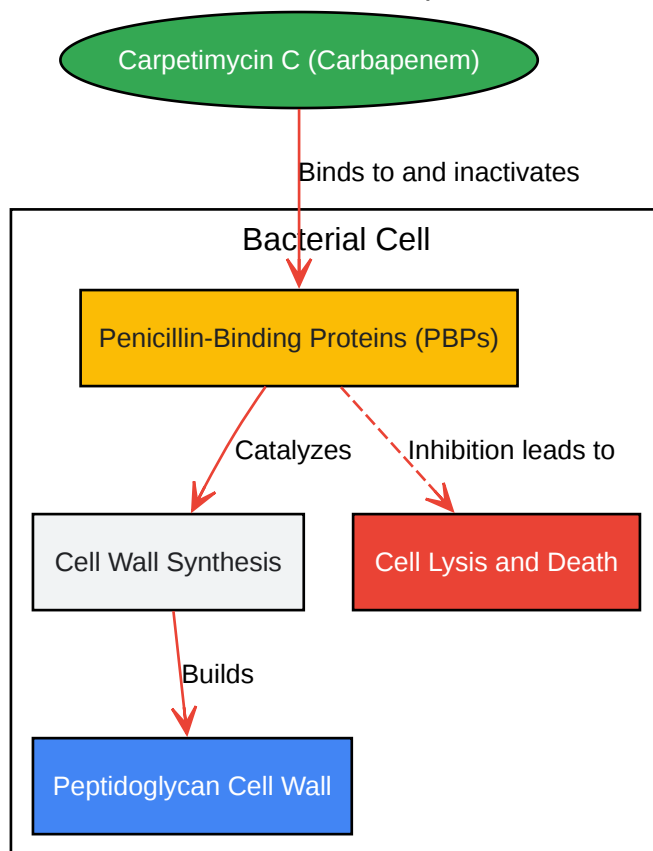 Carpetimycin C (Carbapenem)
Binds to and inactivates
Bacterial Cell
Penicillin-Binding Proteins (PBPs)
Catalyzes
Inhibition leads to
Cell Wall Synthesis
Cell Lysis and Death
Builds
Peptidoglycan Cell Wall